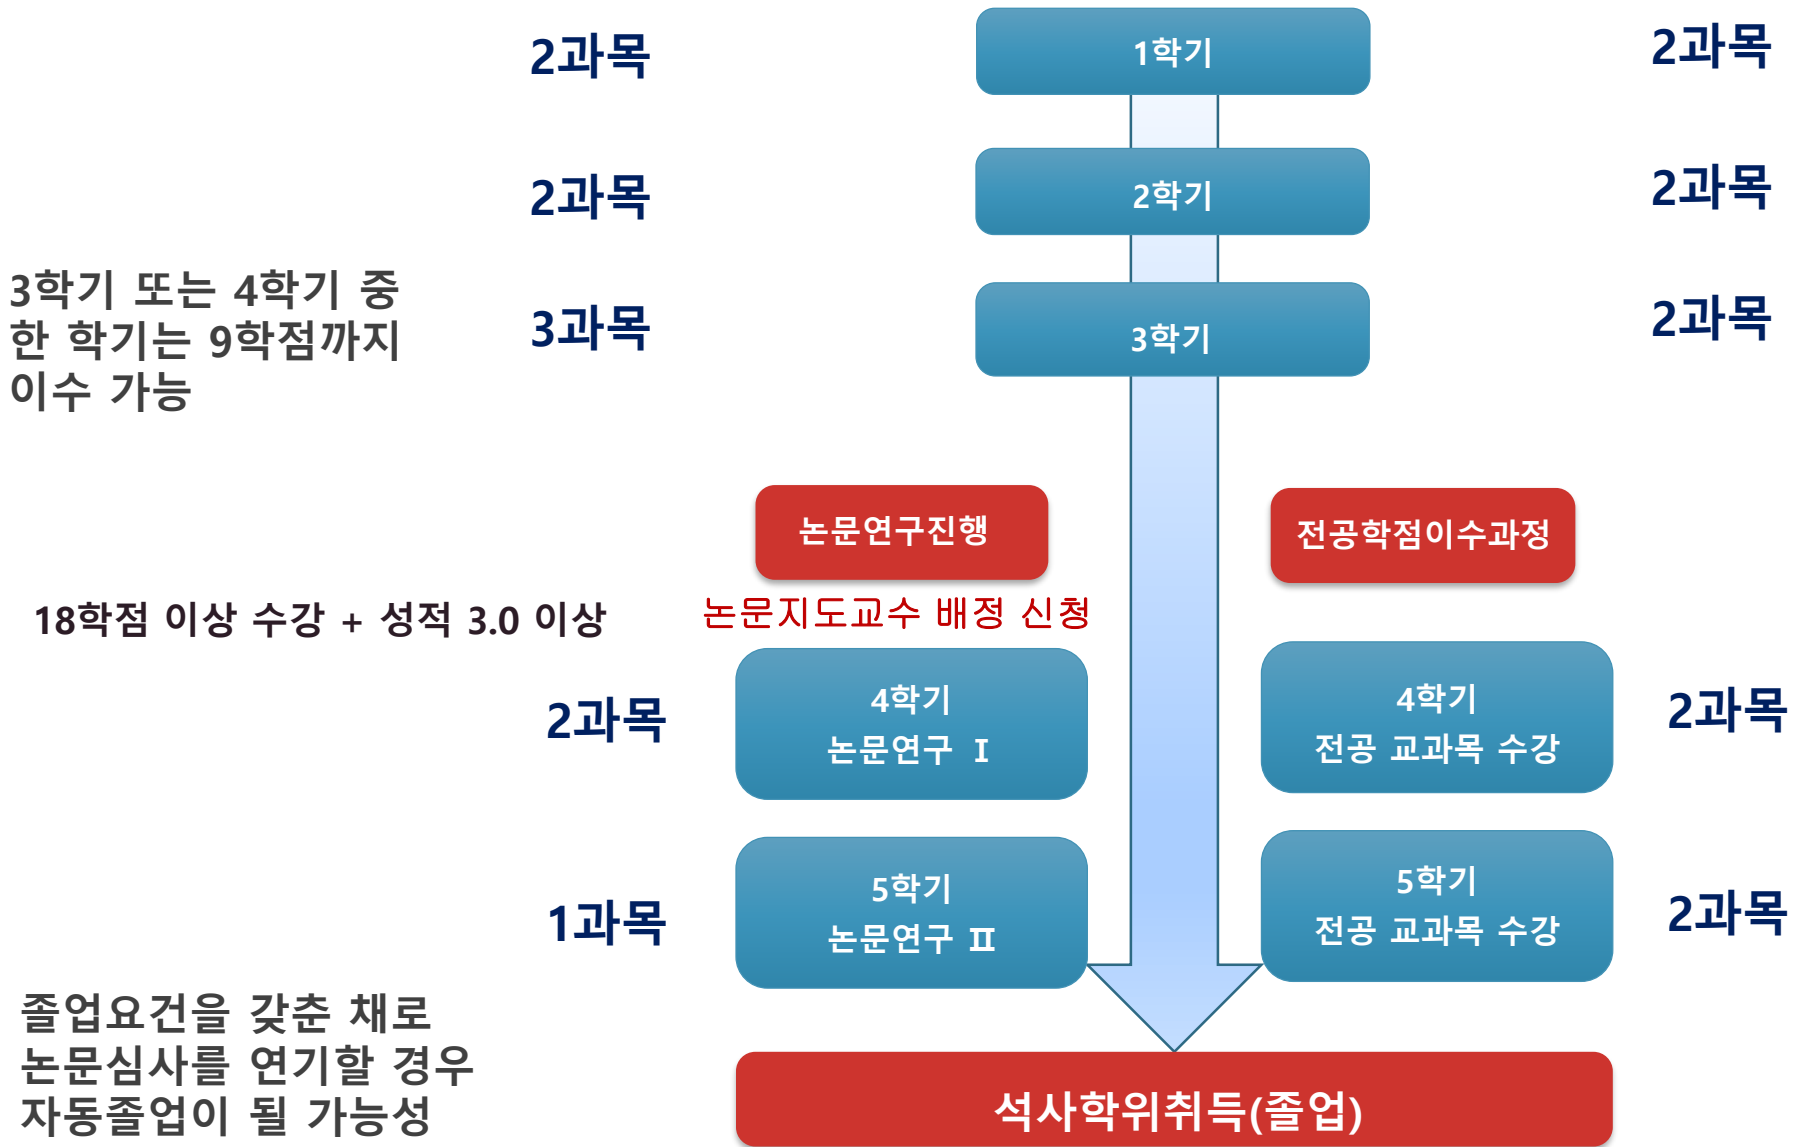 2과목
1학기
2과목
2과목
2학기
2과목
3학기 또는 4학기 중
한 학기는 9학점까지
이수 가능
3과목
3학기
2과목
논문연구진행
전공학점이수과정
18학점 이상 수강 + 성적 3.0 이상
논문지도교수 배정 신청
2과목
4학기
논문연구 Ⅰ
4학기
전공 교과목 수강
2과목
1과목
5학기
논문연구 Ⅱ
5학기
전공 교과목 수강
2과목
졸업요건을 갖춘 채로
논문심사를 연기할 경우
자동졸업이 될 가능성
석사학위취득(졸업)